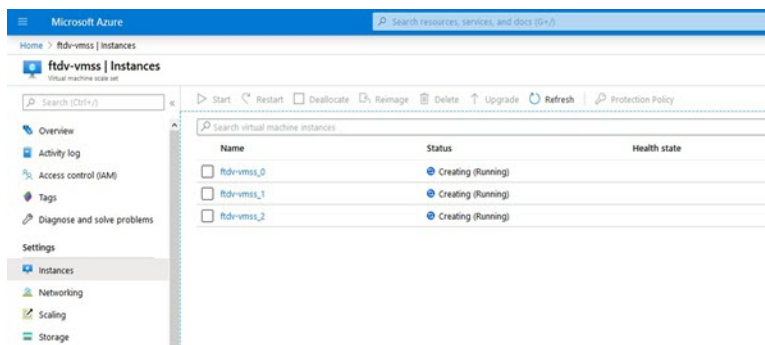 Microsoft Azure
Search resources, services, and docs (G+/)
Home > ftdv-vmss | Instances
ftdv-vmss | Instances
Virtual machine scale set
Search (Ctrl+/)
«
Start Restart Deallocate Reimage Delete Upgrade Refresh Protection Policy
Search virtual machine instances
Overview
Activity log
Access control (IAM)
Tags
Diagnose and solve problems
Settings
Instances
Networking
Scaling
Storage
Name Status Health state
ftdv-vmss_0 Creating (Running)
ftdv-vmss_1 Creating (Running)
ftdv-vmss_2 Creating (Running)